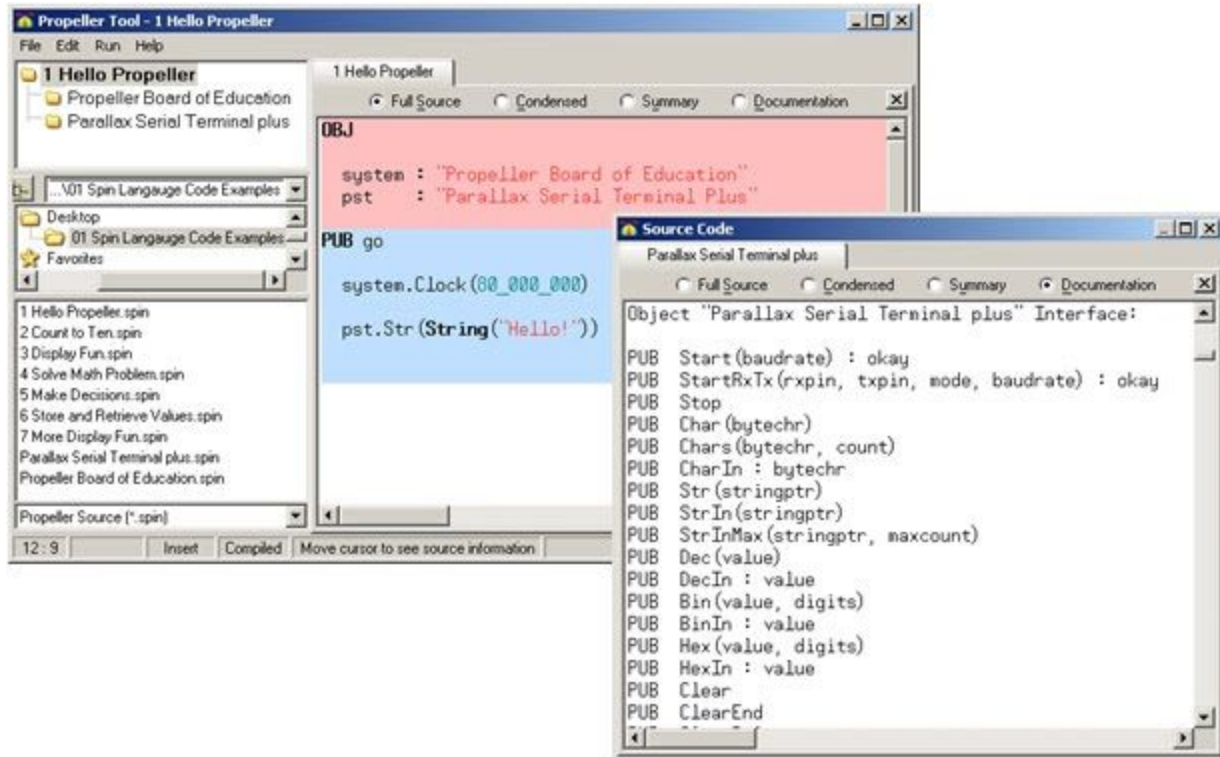 Propeller Tool - 1 Hello Propeller
File Edit Run Help
1 Hello Propeller
Propeller Board of Education
Parallax Serial Terminal plus
...\01 Spin Langauge Code Examples
Desktop
01 Spin Langauge Code Examples
Favorites
1 Hello Propeller.spin
2 Count to Ten.spin
3 Display Fun.spin
4 Solve Math Problem.spin
5 Make Decisions.spin
6 Store and Retrieve Values.spin
7 More Display Fun.spin
Parallax Serial Terminal plus.spin
Propeller Board of Education.spin
Propeller Source (*.spin)
1 Hello Propeller
Full Source Condensed Summary Documentation
OBJ
system : "Propeller Board of Education"
pst : "Parallax Serial Terminal Plus"
PUB go
system.Clock(80_000_000)
pst.Str(String("Hello!"))
12 : 9 Insert Compiled Move cursor to see source information
Source Code
Parallax Serial Terminal plus
Full Source Condensed Summary Documentation
Object "Parallax Serial Terminal plus" Interface:
PUB Start(baudrate) : okay
PUB StartRxTx(rxpin, txpin, mode, baudrate) : okay
PUB Stop
PUB Char(bytechr)
PUB Chars(bytechr, count)
PUB CharIn : bytechr
PUB Str(stringptr)
PUB StrIn(stringptr)
PUB StrInMax(stringptr, maxcount)
PUB Dec(value)
PUB DecIn : value
PUB Bin(value, digits)
PUB BinIn : value
PUB Hex(value, digits)
PUB HexIn : value
PUB Clear
PUB ClearEnd